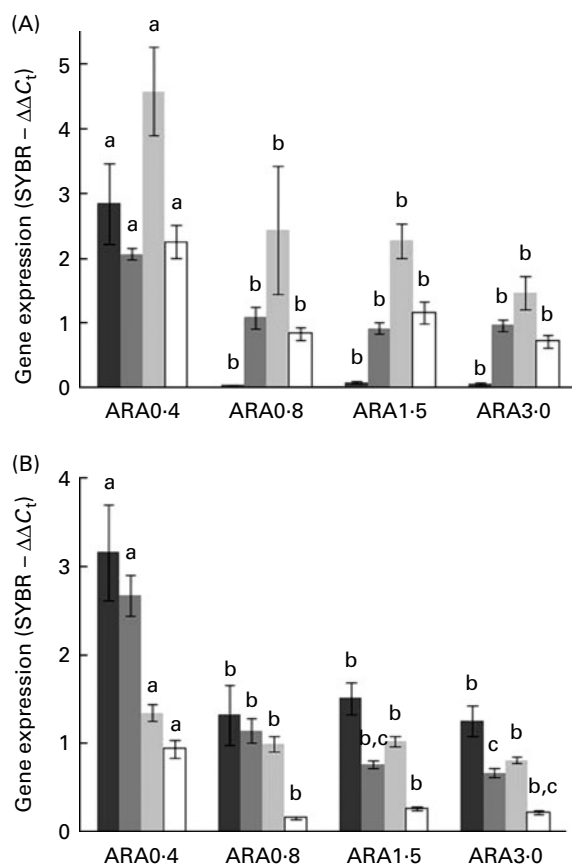 (A)
Gene expression (SYBR – ΔΔCt)
5
4
3
2
1
0
a
a
a
a
b
b
b
b
b
b
b
b
b
b
b
b
ARA0·4 ARA0·8 ARA1·5 ARA3·0
(B)
Gene expression (SYBR – ΔΔCt)
4
3
2
1
0
a
a
a
a
b
b
b
b
b
b,c
b
b
b
c
b
b,c
ARA0·4 ARA0·8 ARA1·5 ARA3·0